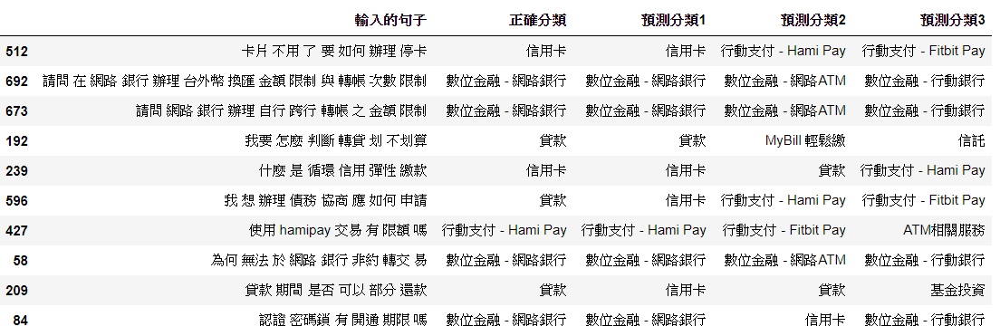 輸入的句子 正確分類 預測分類1 預測分類2 預測分類3
512 卡片 不用 了 要 如何 辦理 停卡 信用卡 信用卡 行動支付 - Hami Pay 行動支付 - Fitbit Pay
692 請問 在 網路 銀行 辦理 台外幣 換匯 金額 限制 與 轉帳 次數 限制 數位金融 - 網路銀行 數位金融 - 網路銀行 數位金融 - 網路ATM 數位金融 - 行動銀行
673 請問 網路 銀行 辦理 自行 跨行 轉帳 之 金額 限制 數位金融 - 網路銀行 數位金融 - 網路銀行 數位金融 - 網路ATM 數位金融 - 行動銀行
192 我要 怎麼 判斷 轉貸 划 不划算 貸款 貸款 MyBill 輕鬆繳 信託
239 什麼 是 循環 信用 彈性 繳款 信用卡 信用卡 貸款 行動支付 - Hami Pay
596 我 想 辦理 債務 協商 應 如何 申請 貸款 信用卡 行動支付 - Hami Pay 行動支付 - Fitbit Pay
427 使用 hamipay 交易 有 限額 嗎 行動支付 - Hami Pay 行動支付 - Hami Pay 行動支付 - Fitbit Pay ATM相關服務
58 為何 無法 於 網路 銀行 非約 轉交 易 數位金融 - 網路銀行 數位金融 - 網路銀行 數位金融 - 網路ATM 數位金融 - 行動銀行
209 貸款 期間 是否 可以 部分 還款 貸款 信用卡 貸款 基金投資
84 認證 密碼鎖 有 開通 期限 嗎 數位金融 - 網路銀行 數位金融 - 網路銀行 信用卡 數位金融 - 行動銀行